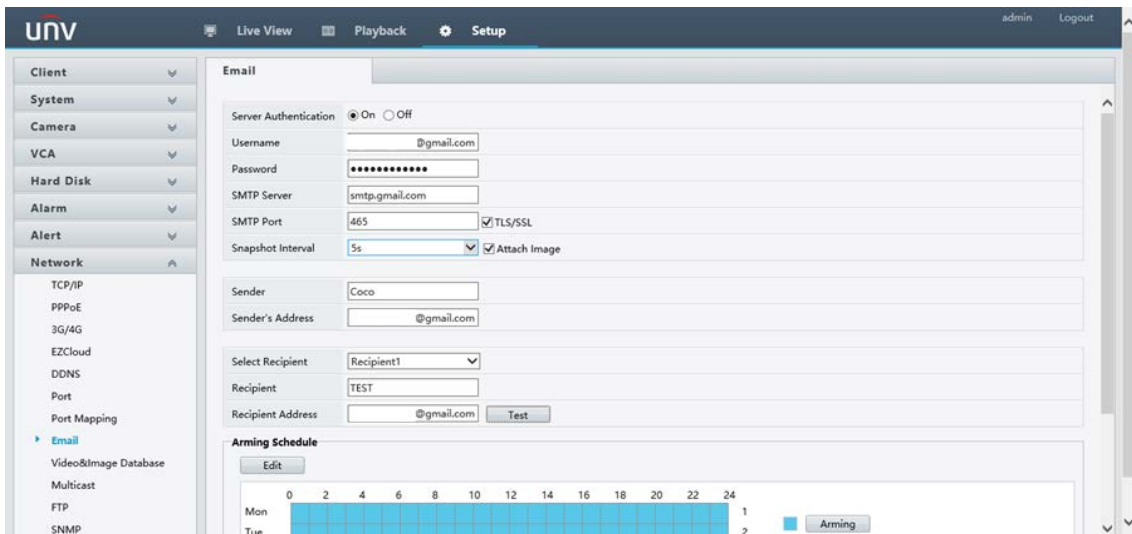 unv Live View Playback Setup admin Logout
Client
System
Camera
VCA
Hard Disk
Alarm
Alert
Network
TCP/IP
PPPoE
3G/4G
EZCloud
DDNS
Port
Port Mapping
Email
Video&Image Database
Multicast
FTP
SNMP
Email
Server Authentication On Off
Username @gmail.com
Password ••••••••••••
SMTP Server smtp.gmail.com
SMTP Port 465 TLS/SSL
Snapshot Interval 5s Attach Image
Sender Coco
Sender's Address @gmail.com
Select Recipient Recipient1
Recipient TEST
Recipient Address @gmail.com Test
Arming Schedule
Edit
0 2 4 6 8 10 12 14 16 18 20 22 24
Mon 1 Arming
Tue 2